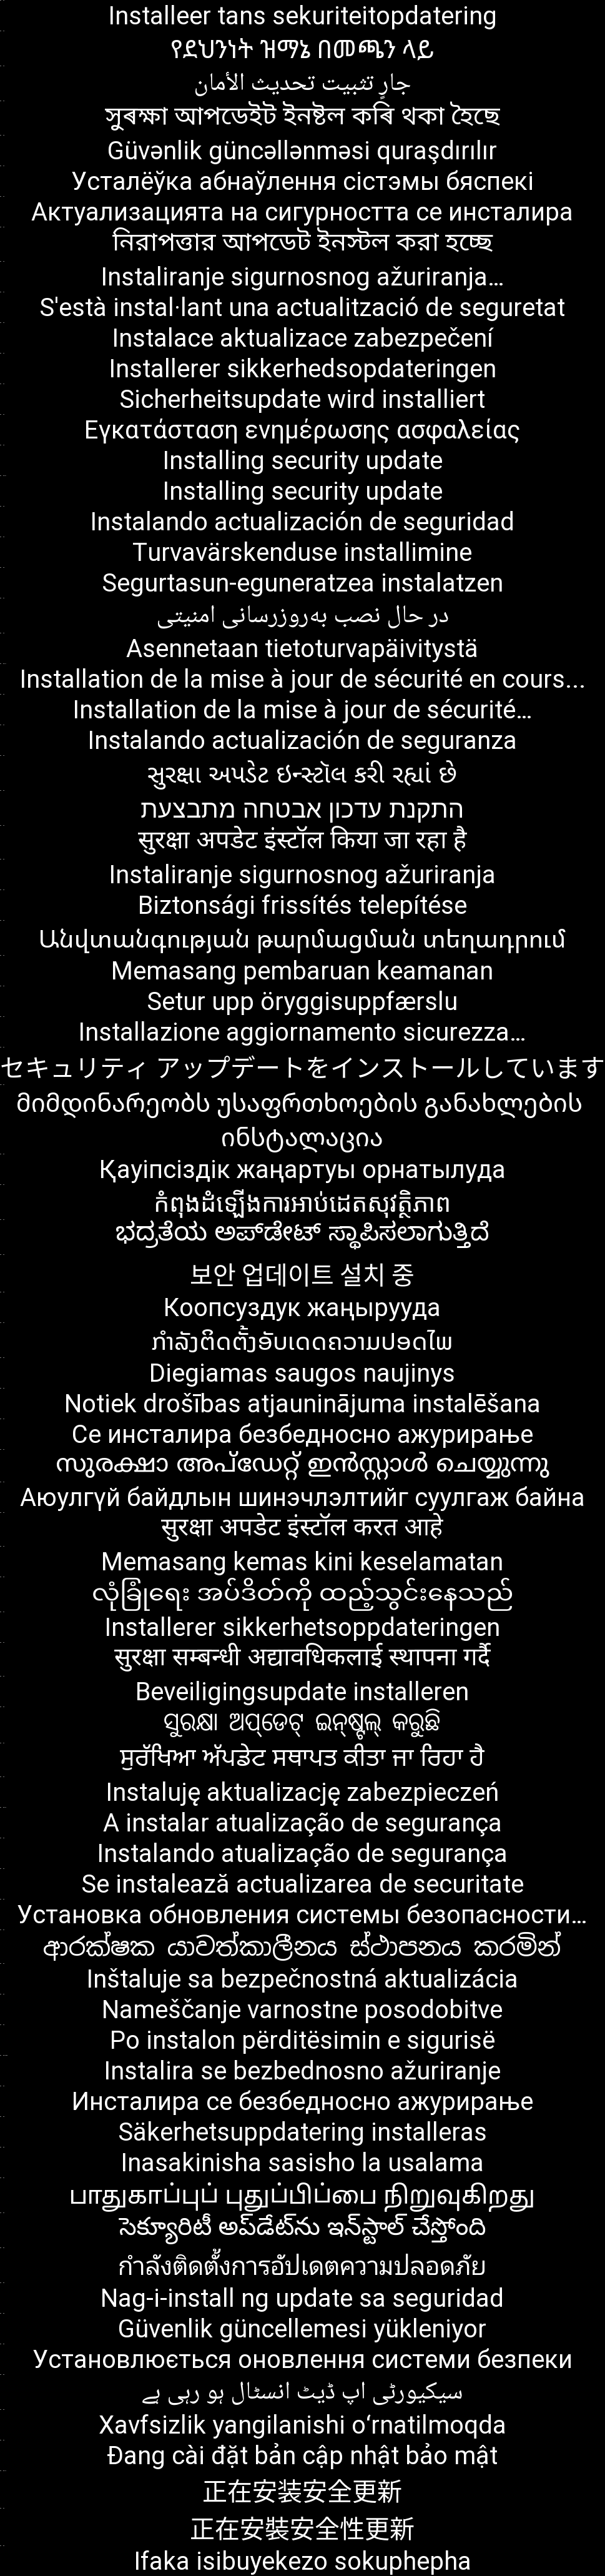 Installeer tans sekuriteitopdatering
የደህንነት ዝማኔ በመጫን ላይ
جارٍ تثبيت تحديث الأمان
সুৰক্ষা আপডেইট ইনষ্টল কৰি থকা হৈছে
Güvənlik güncəllənməsi quraşdırılır
Усталёўка абнаўлення сістэмы бяспекі
Актуализацията на сигурността се инсталира
নিরাপত্তার আপডেট ইনস্টল করা হচ্ছে
Instaliranje sigurnosnog ažuriranja…
S'està instal·lant una actualització de seguretat
Instalace aktualizace zabezpečení
Installerer sikkerhedsopdateringen
Sicherheitsupdate wird installiert
Εγκατάσταση ενημέρωσης ασφαλείας
Installing security update
Installing security update
Instalando actualización de seguridad
Turvavärskenduse installimine
Segurtasun-eguneratzea instalatzen
در حال نصب به‌روزرسانی امنیتی
Asennetaan tietoturvapäivitystä
Installation de la mise à jour de sécurité en cours...
Installation de la mise à jour de sécurité…
Instalando actualización de seguranza
સુરક્ષા અપડેટ ઇન્સ્ટૉલ કરી રહ્યાં છે
התקנת עדכון אבטחה מתבצעת
सुरक्षा अपडेट इंस्टॉल किया जा रहा है
Instaliranje sigurnosnog ažuriranja
Biztonsági frissítés telepítése
Անվտանգության թարմացման տեղադրում
Memasang pembaruan keamanan
Setur upp öryggisuppfærslu
Installazione aggiornamento sicurezza…
セキュリティ アップデートをインストールしています
მიმდინარეობს უსაფრთხოების განახლების
ინსტალაცია
Қауіпсіздік жаңартуы орнатылуда
កំពុងដំឡើងការអាប់ដេតសុវត្ថិភាព
ಭದ್ರತೆಯ ಅಪ್‌ಡೇಟ್‌ ಸ್ಥಾಪಿಸಲಾಗುತ್ತಿದೆ
보안 업데이트 설치 중
Коопсуздук жаңырууда
ກຳລັງຕິດຕັ້ງອັບເດດຄວາມປອດໄພ
Diegiamas saugos naujinys
Notiek drošības atjauninājuma instalēšana
Се инсталира безбедносно ажурирање
സുരക്ഷാ അപ്ഡേറ്റ് ഇൻസ്റ്റാൾ ചെയ്യുന്നു
Аюулгүй байдлын шинэчлэлтийг суулгаж байна
सुरक्षा अपडेट इंस्टॉल करत आहे
Memasang kemas kini keselamatan
လုံခြုံရေး အပ်ဒိတ်ကို ထည့်သွင်းနေသည်
Installerer sikkerhetsoppdateringen
सुरक्षा सम्बन्धी अद्यावधिकलाई स्थापना गर्दै
Beveiligingsupdate installeren
ସୁରକ୍ଷା ଅପ୍‌ଡେଟ୍‌ ଇନ୍‌ଷ୍ଟଲ୍‌ କରୁଛି
ਸੁਰੱਖਿਆ ਅੱਪਡੇਟ ਸਥਾਪਤ ਕੀਤਾ ਜਾ ਰਿਹਾ ਹੈ
Instaluję aktualizację zabezpieczeń
A instalar atualização de segurança
Instalando atualização de segurança
Se instalează actualizarea de securitate
Установка обновления системы безопасности…
ආරක්ෂක යාවත්කාලීනය ස්ථාපනය කරමින්
Inštaluje sa bezpečnostná aktualizácia
Nameščanje varnostne posodobitve
Po instalon përditësimin e sigurisë
Instalira se bezbednosno ažuriranje
Инсталира се безбедносно ажурирање
Säkerhetsuppdatering installeras
Inasakinisha sasisho la usalama
பாதுகாப்புப் புதுப்பிப்பை நிறுவுகிறது
సెక్యూరిటీ అప్‌డేట్‌ను ఇన్‌స్టాల్ చేస్తోంది
กำลังติดตั้งการอัปเดตความปลอดภัย
Nag-i-install ng update sa seguridad
Güvenlik güncellemesi yükleniyor
Установлюється оновлення системи безпеки
سیکیورٹی اپ ڈیٹ انسٹال ہو رہی ہے
Xavfsizlik yangilanishi o‘rnatilmoqda
Đang cài đặt bản cập nhật bảo mật
正在安装安全更新
正在安裝安全性更新
Ifaka isibuyekezo sokuphepha